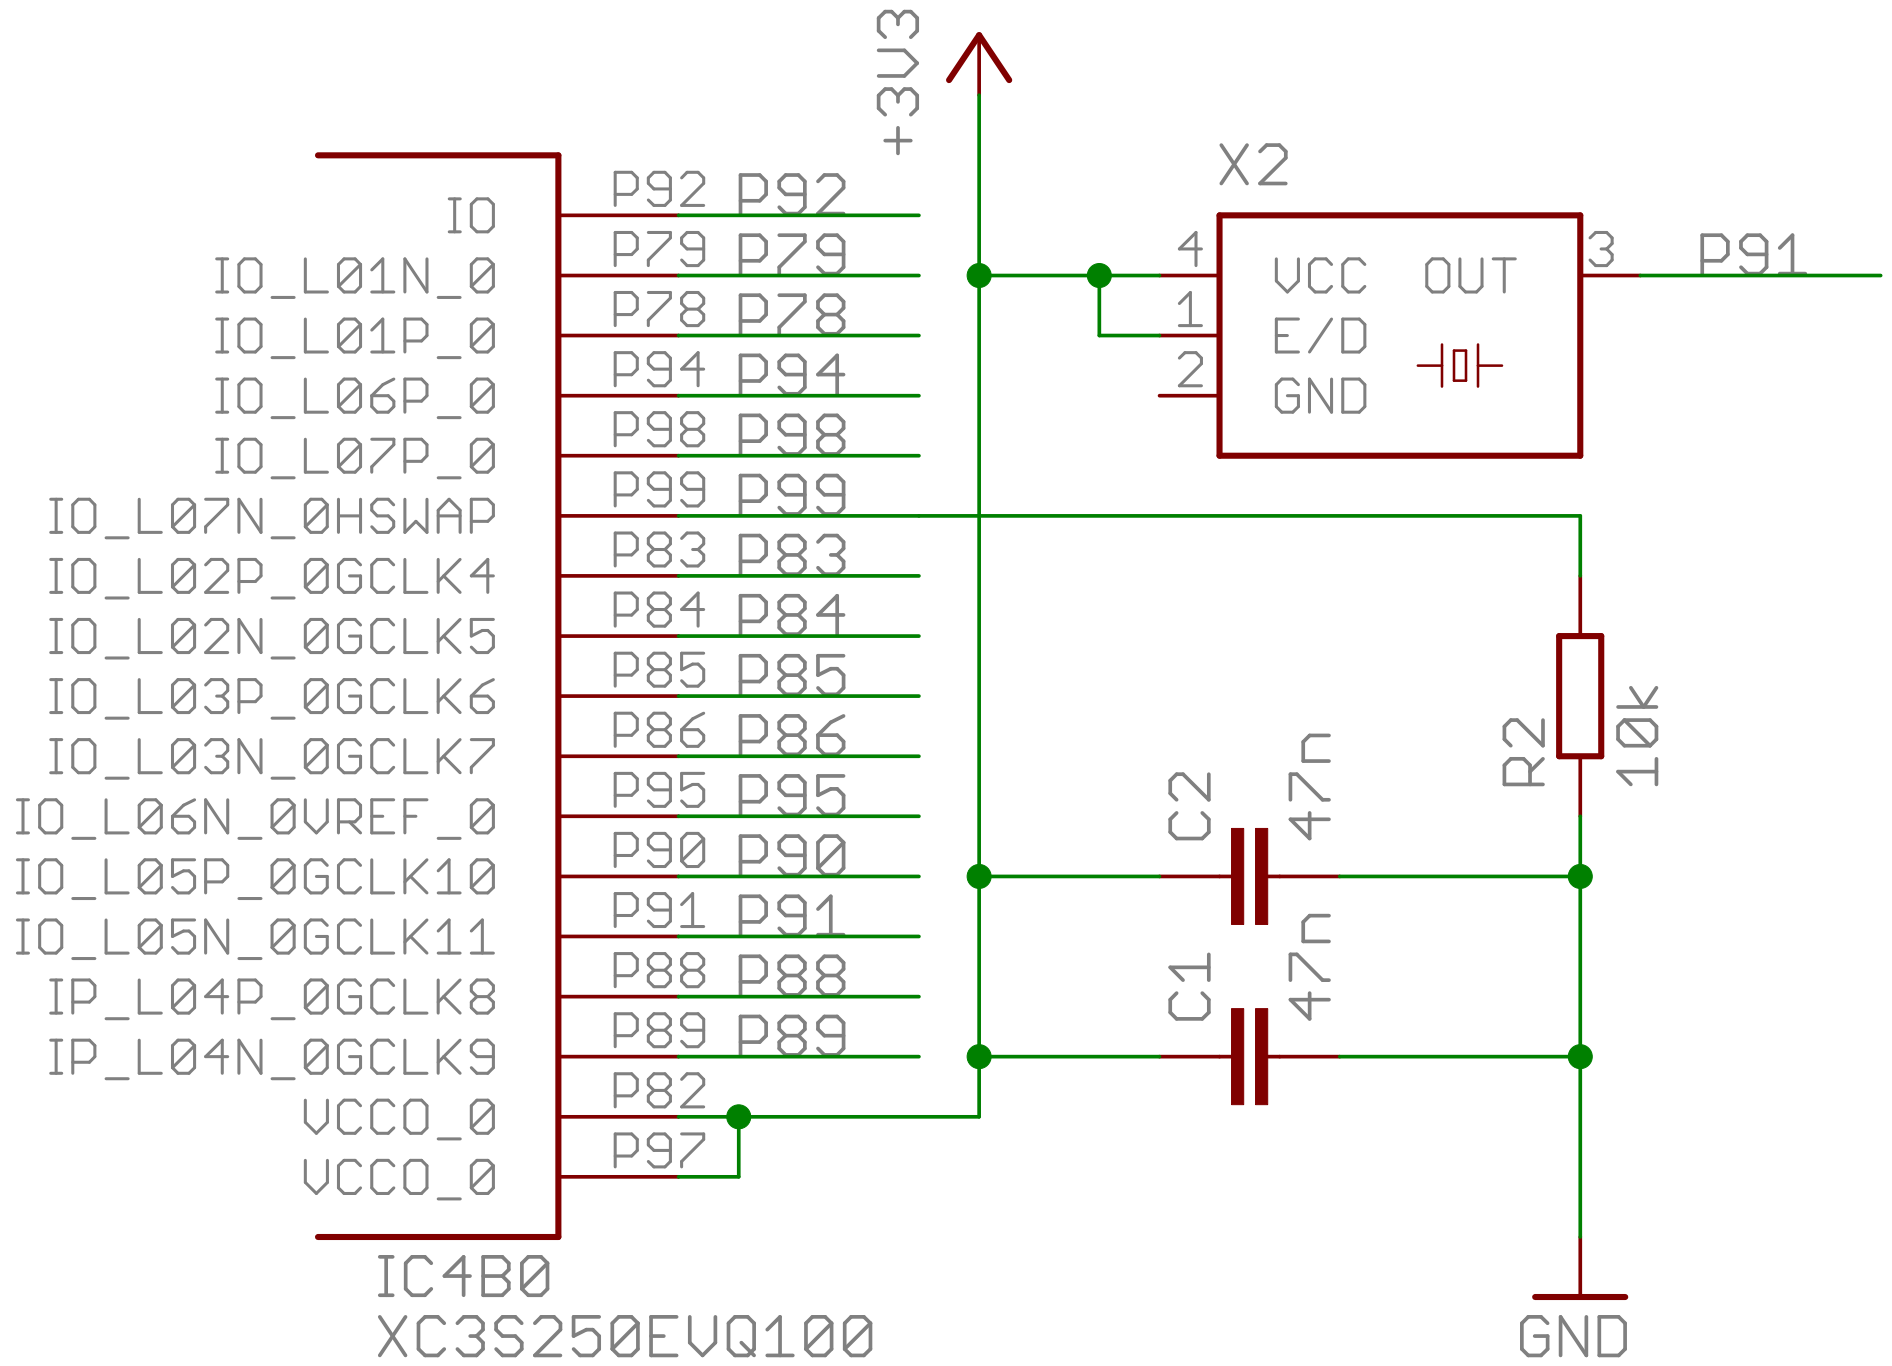 +3V3
IO P92 P92
IO_L01N_0 P79 P79
IO_L01P_0 P78 P78
IO_L06P_0 P94 P94
IO_L07P_0 P98 P98
IO_L07N_0HSWAP P99 P99
IO_L02P_0GCLK4 P83 P83
IO_L02N_0GCLK5 P84 P84
IO_L03P_0GCLK6 P85 P85
IO_L03N_0GCLK7 P86 P86
IO_L06N_0VREF_0 P95 P95
IO_L05P_0GCLK10 P90 P90
IO_L05N_0GCLK11 P91 P91
IP_L04P_0GCLK8 P88 P88
IP_L04N_0GCLK9 P89 P89
VCCO_0 P82
VCCO_0 P97
IC4B0
XC3S250EVQ100
X2
4 VCC OUT 3 P91
1 E/D
2 GND
R2
10k
C2
47n
C1
47n
GND